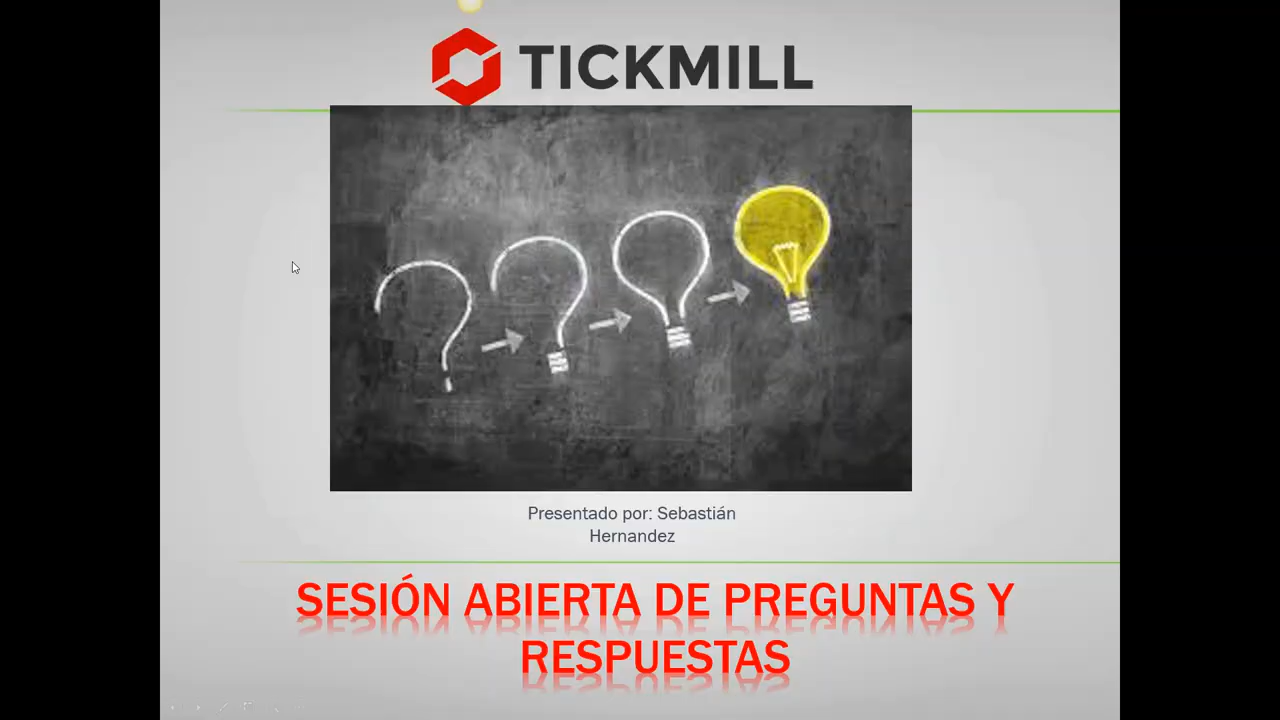 TICKMILL
Presentado por: Sebastián
Hernandez
SESIÓN ABIERTA DE PREGUNTAS Y
RESPUESTAS